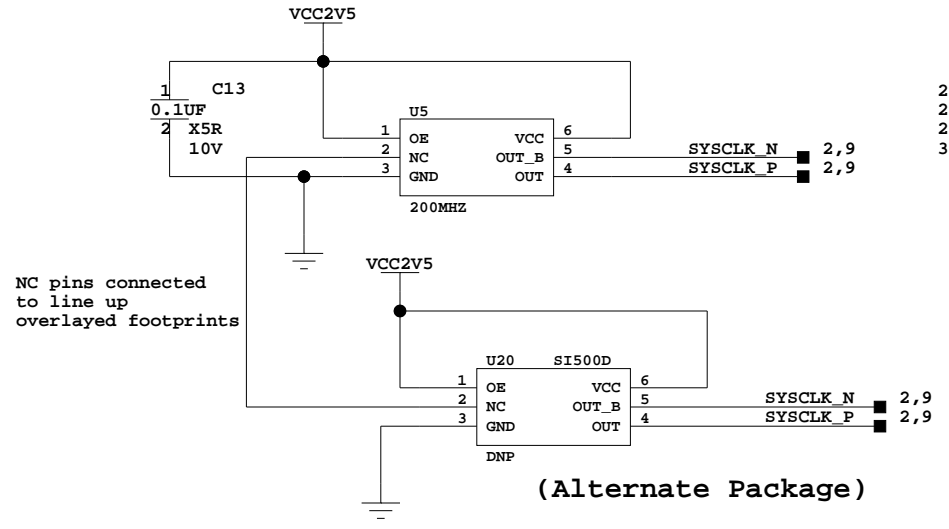 VCC2V5
1 C13
0.1UF
2 X5R
10V
U5
1 OE VCC 6
2 NC OUT_B 5 SYSCLK_N 2,9
3 GND OUT 4 SYSCLK_P 2,9
200MHZ
2
2
2
3
NC pins connected
to line up
overlayed footprints
VCC2V5
U20 SI500D
1 OE VCC 6
2 NC OUT_B 5 SYSCLK_N 2,9
3 GND OUT 4 SYSCLK_P 2,9
DNP
(Alternate Package)